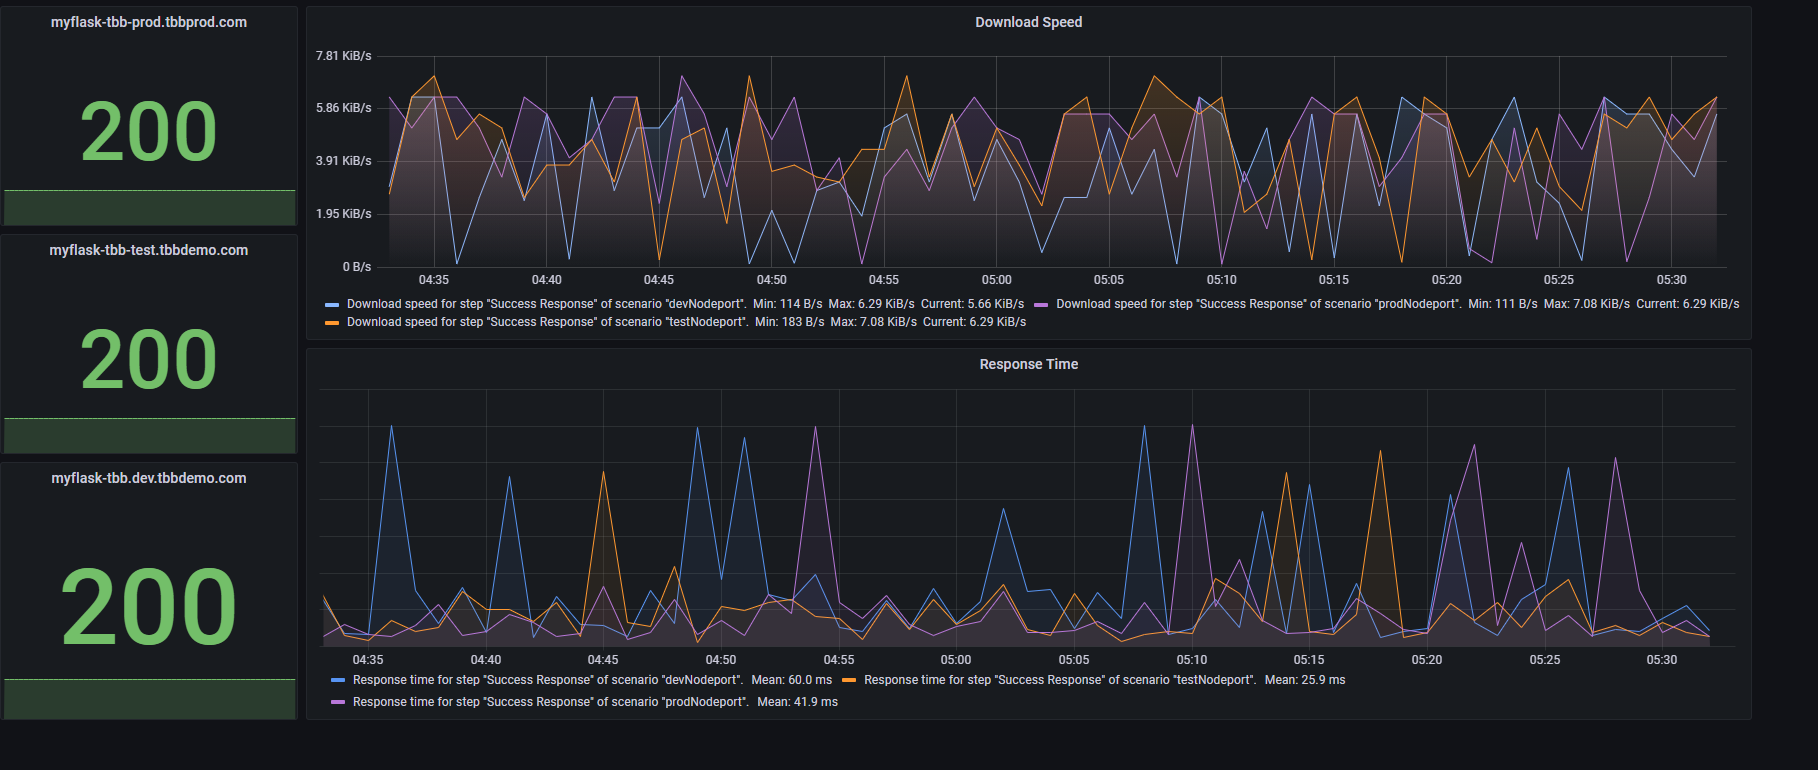 myflask-tbb-prod.tbbprod.com
200
myflask-tbb-test.tbbdemo.com
200
myflask-tbb.dev.tbbdemo.com
200
Download Speed
7.81 KiB/s
5.86 KiB/s
3.91 KiB/s
1.95 KiB/s
0 B/s
04:35 04:40 04:45 04:50 04:55 05:00 05:05 05:10 05:15 05:20 05:25 05:30
Download speed for step "Success Response" of scenario "devNodeport". Min: 114 B/s Max: 6.29 KiB/s Current: 5.66 KiB/s Download speed for step "Success Response" of scenario "prodNodeport". Min: 111 B/s Max: 7.08 KiB/s Current: 6.29 KiB/s
Download speed for step "Success Response" of scenario "testNodeport". Min: 183 B/s Max: 7.08 KiB/s Current: 6.29 KiB/s
Response Time
04:35 04:40 04:45 04:50 04:55 05:00 05:05 05:10 05:15 05:20 05:25 05:30
Response time for step "Success Response" of scenario "devNodeport". Mean: 60.0 ms Response time for step "Success Response" of scenario "testNodeport". Mean: 25.9 ms
Response time for step "Success Response" of scenario "prodNodeport". Mean: 41.9 ms